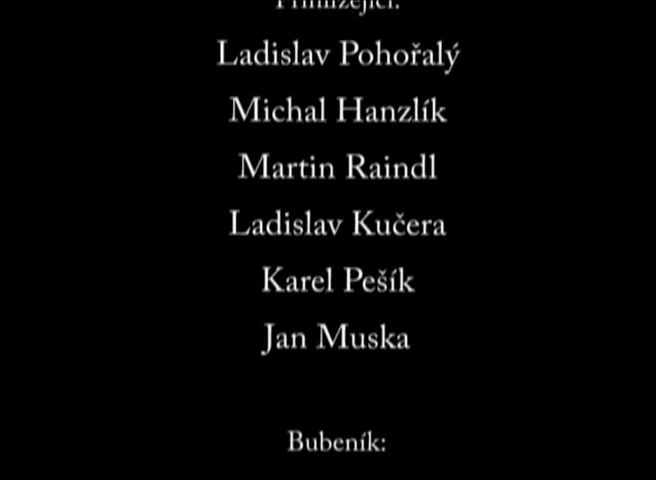 Ladislav Pohořalý
Michal Hanzlík
Martin Raindl
Ladislav Kučera
Karel Pešík
Jan Muska
Bubeník: